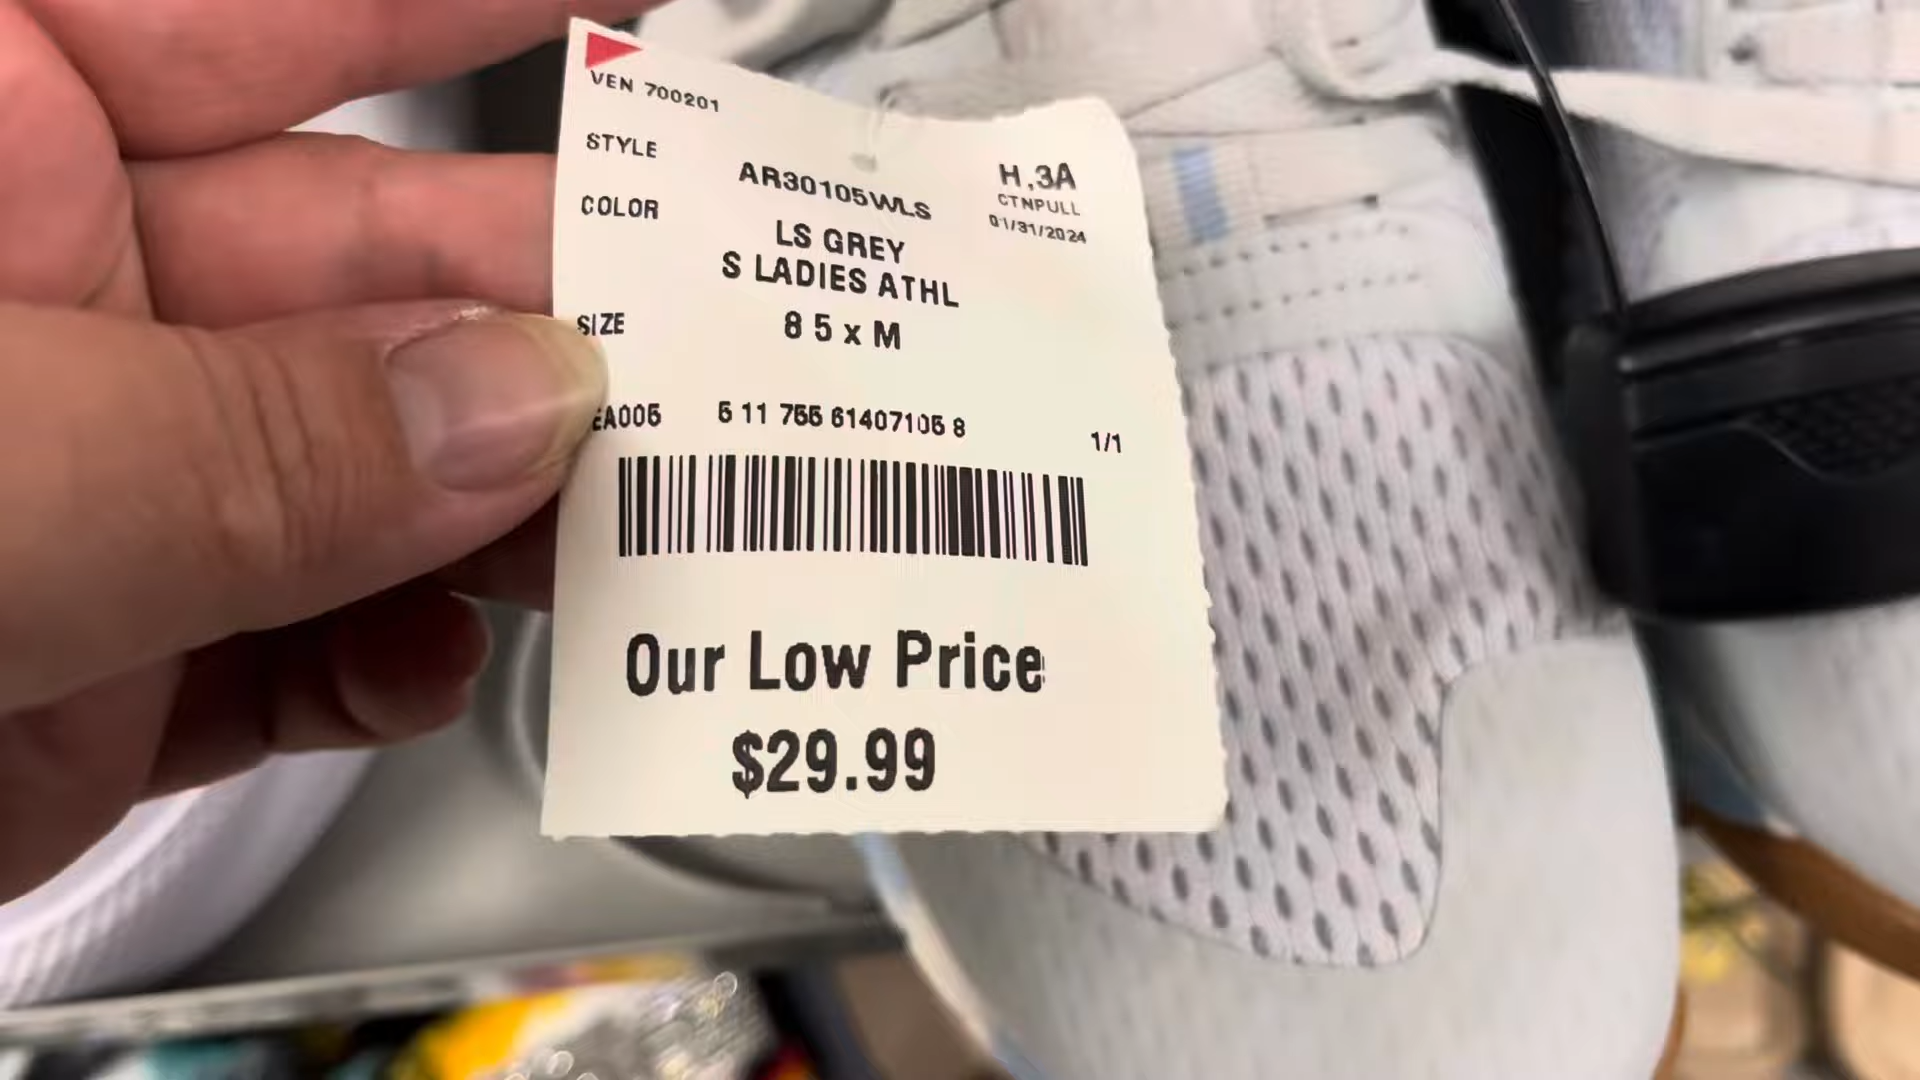 VEN 700201
STYLE AR30105WLS H.3A
CTNPULL
COLOR LS GREY 01/31/2024
S LADIES ATHL
SIZE 8 5 x M
EA005 5 11 755 61407105 8 1/1
Our Low Price
$29.99